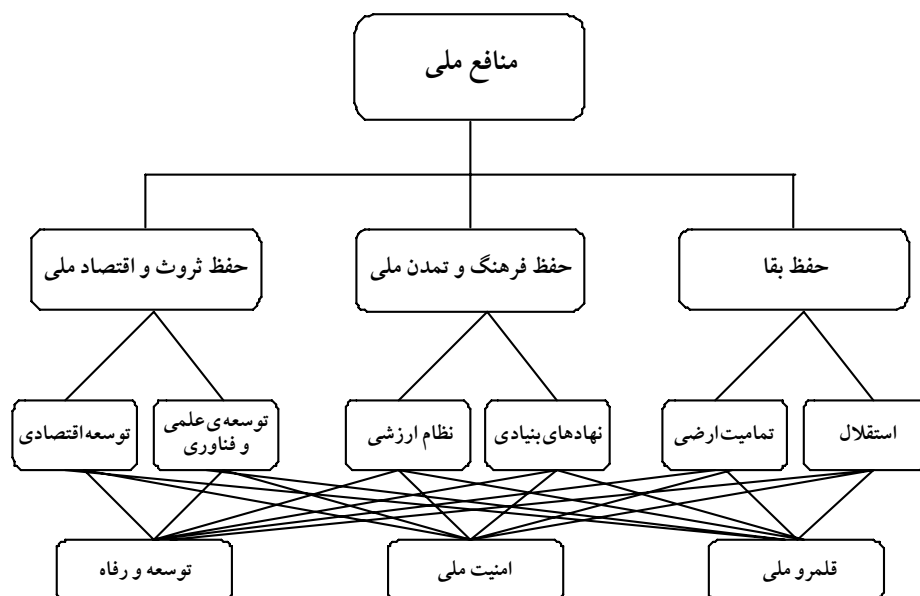 منافع ملی
حفظ بقا
حفظ فرهنگ و تمدن ملی
حفظ ثروث و اقتصاد ملی
استقلال
تمامیت ارضی
نهادهای بنیادی
نظام ارزشی
توسعه‌ی علمی
و فناوری
توسعه اقتصادی
قلمرو ملی
امنیت ملی
توسعه و رفاه